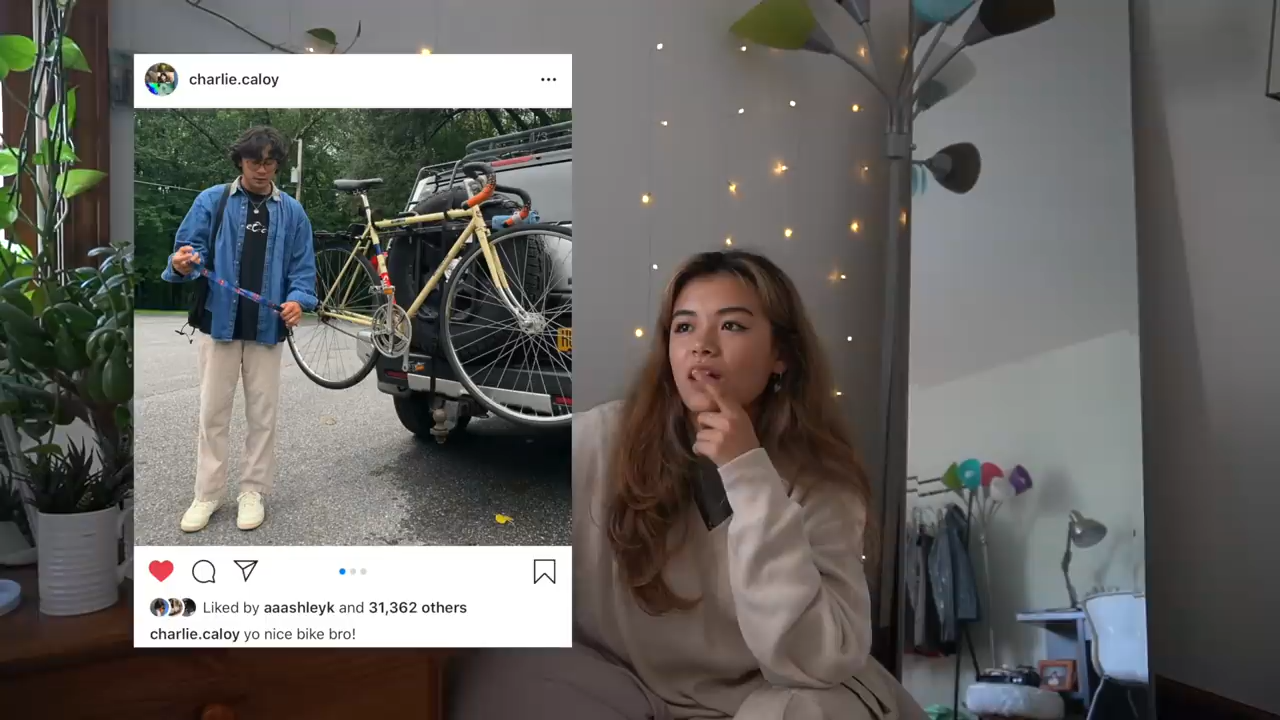 charlie.caloy
Liked by aaashleyk and 31,362 others
charlie.caloy yo nice bike bro!